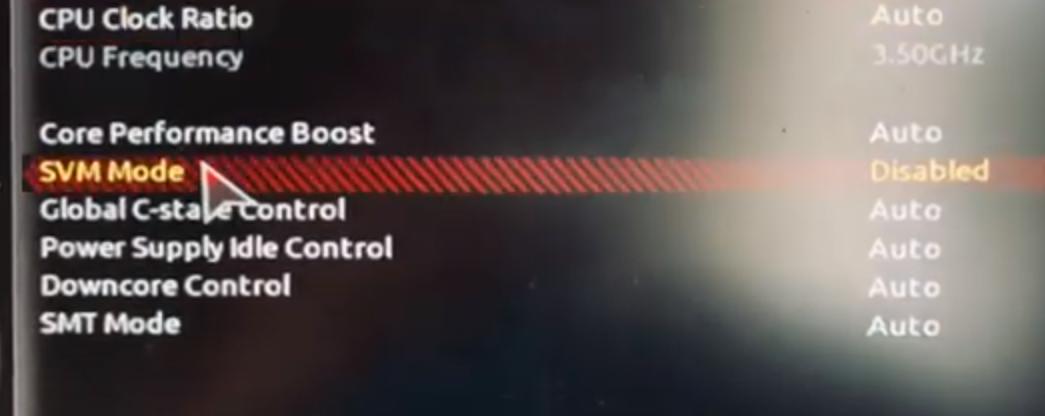 CPU Clock Ratio Auto
CPU Frequency 3.50GHz
Core Performance Boost Auto
SVM Mode Disabled
Global C-state Control Auto
Power Supply Idle Control Auto
Downcore Control Auto
SMT Mode Auto